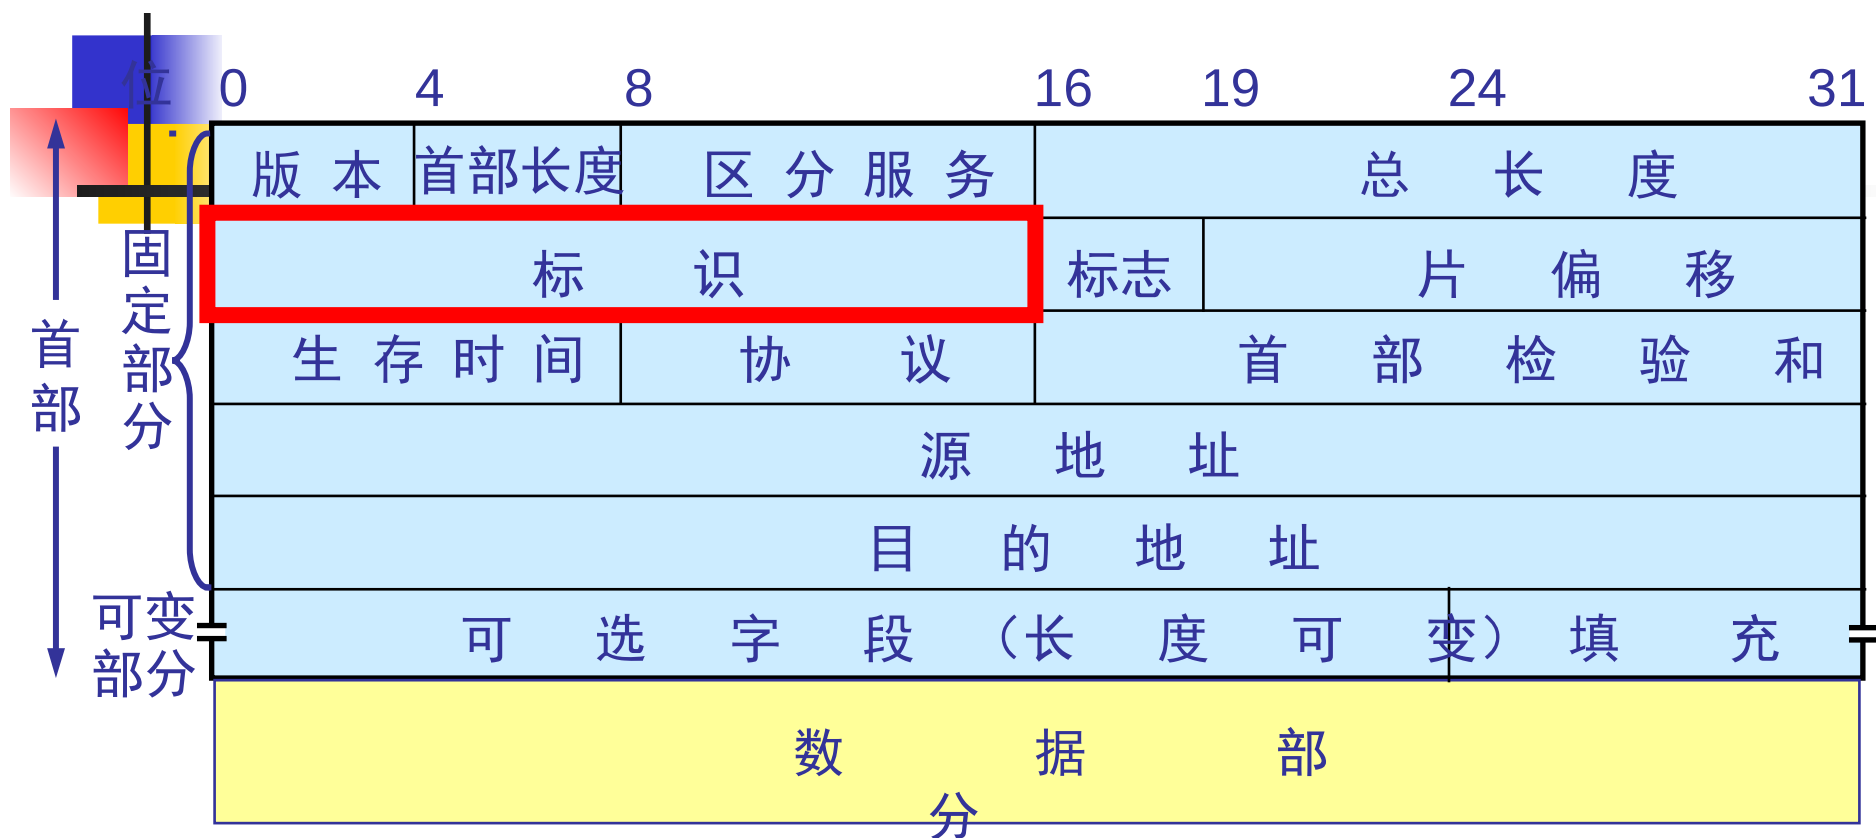 位 0 4 8 16 19 24 31
版本 首部长度 区分服务 总长度
标识 标志 片偏移
生存时间 协议 首部检验和
源地址
目的地址
可选字段（长度可变） 填充
数据部
分
首
部
固
定
部
分
可变
部分